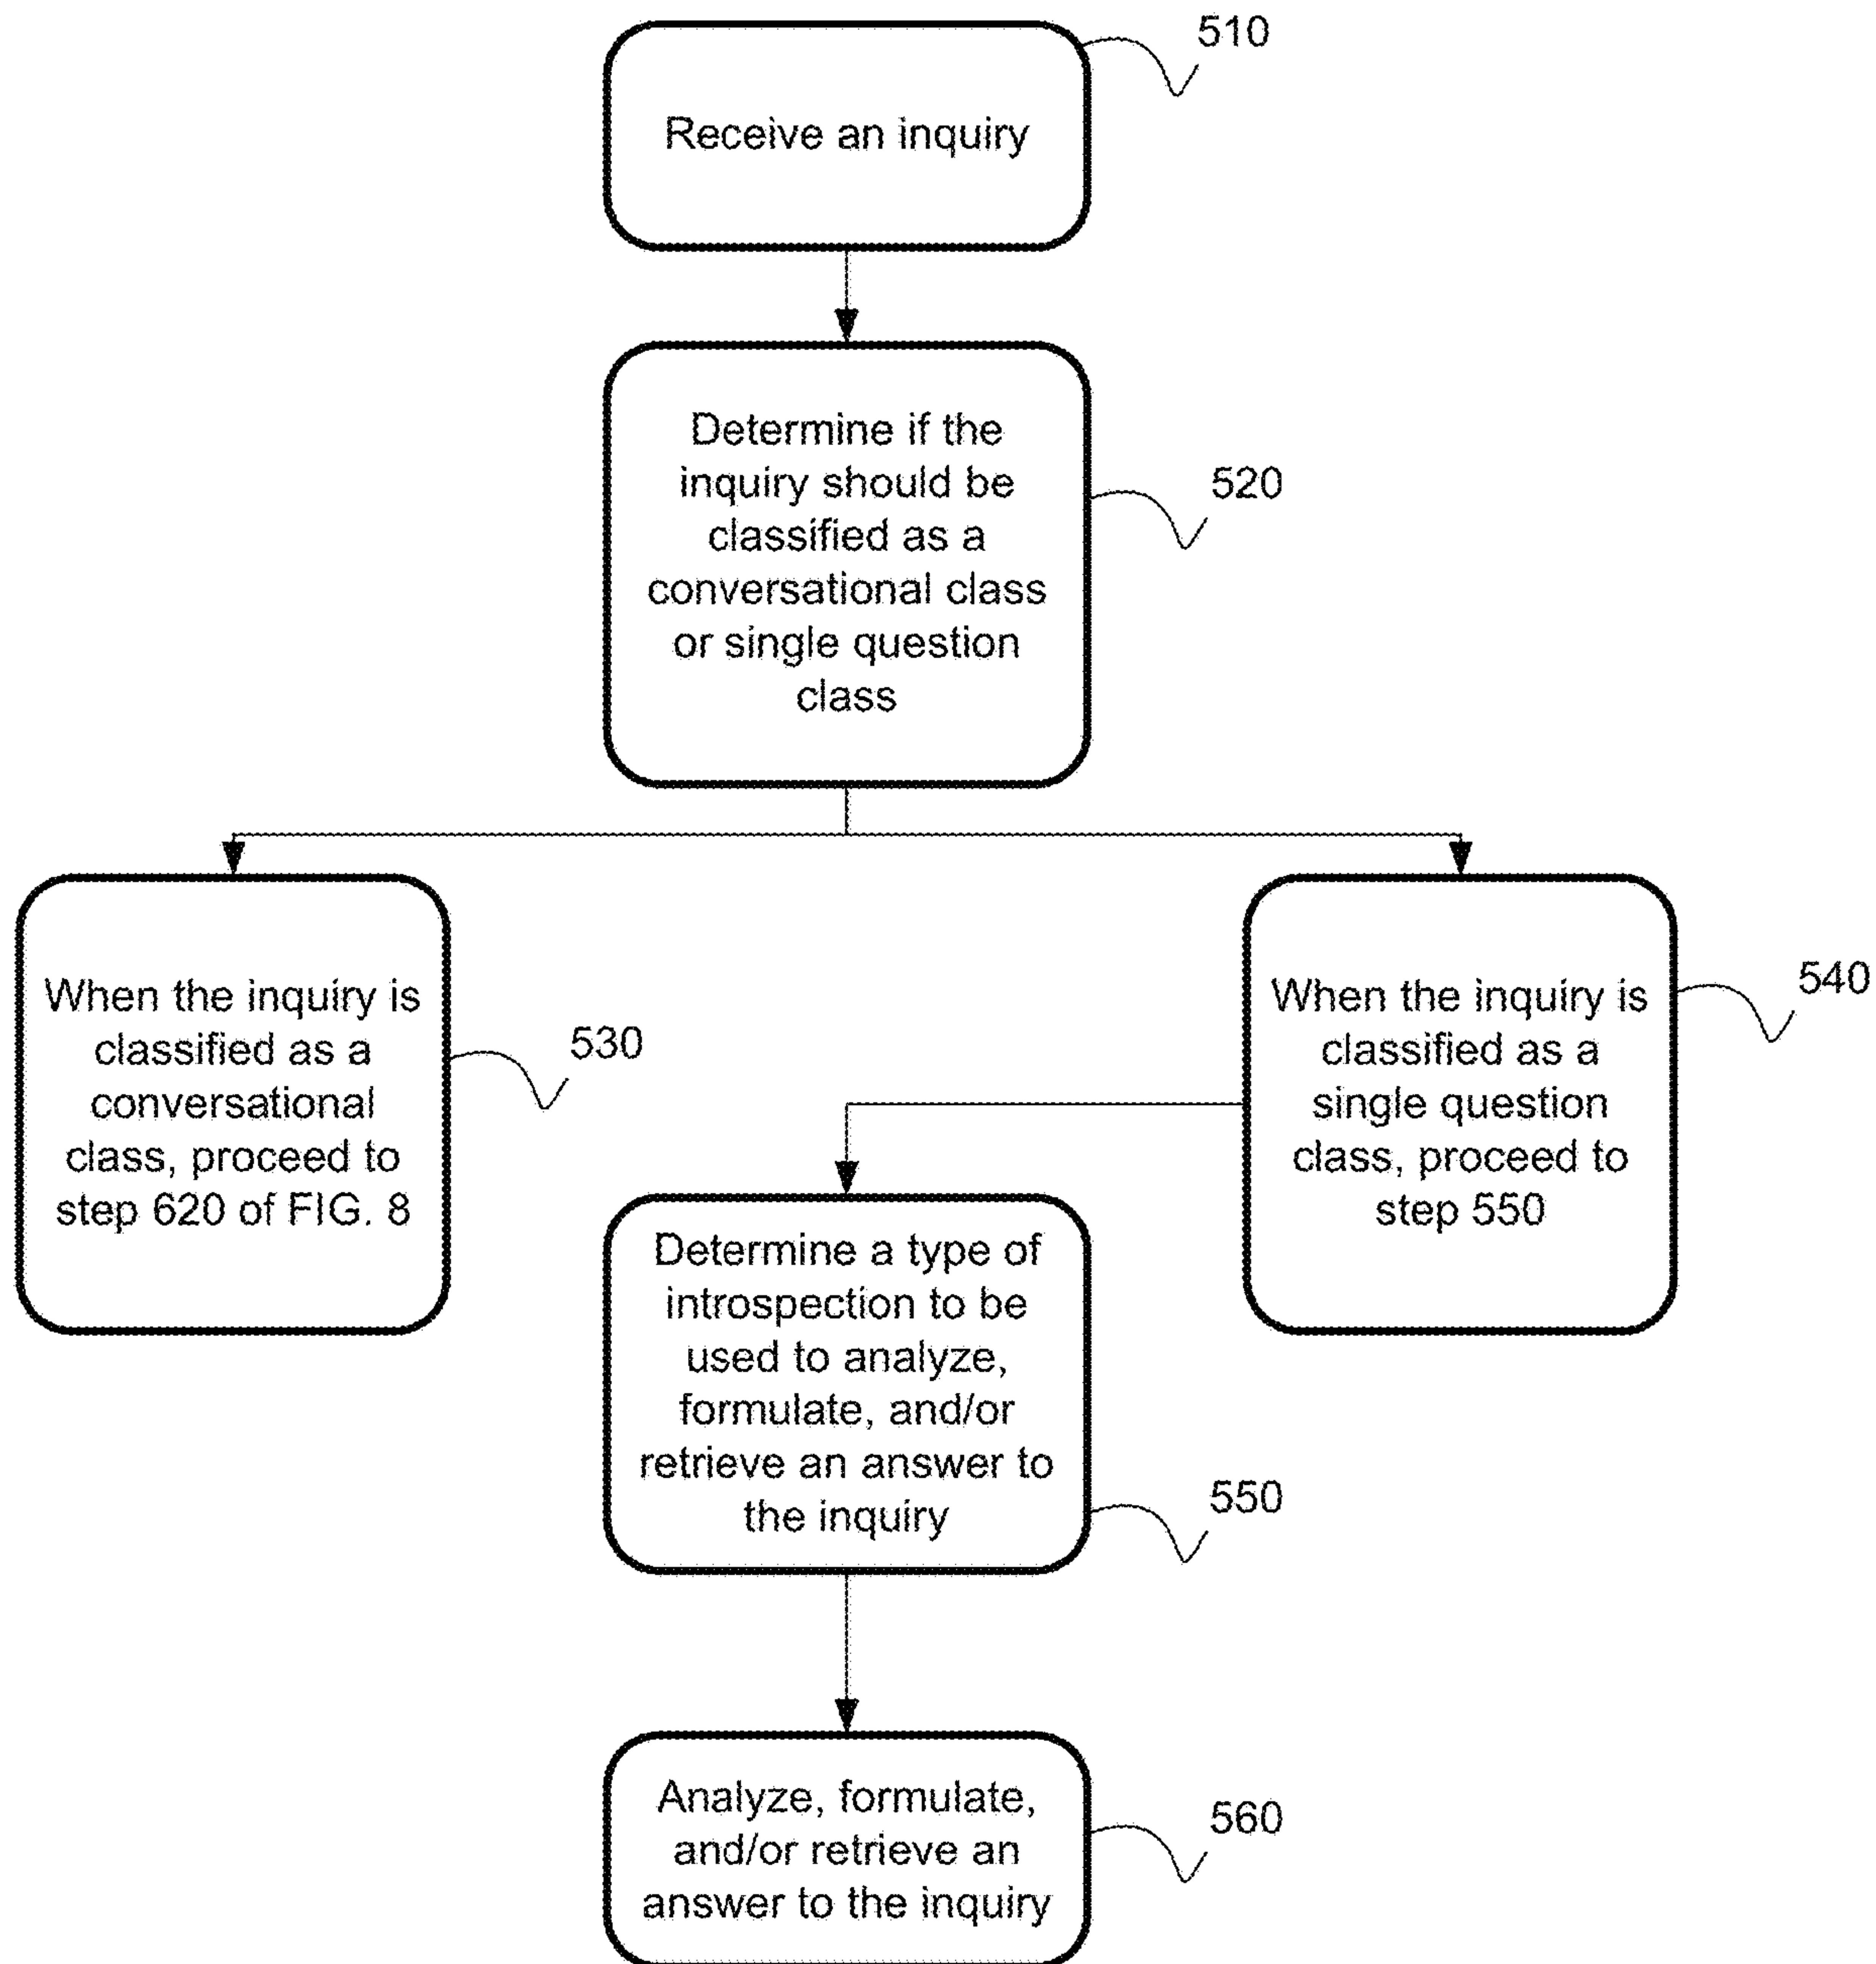 510
Receive an inquiry
Determine if the
inquiry should be
classified as a
conversational class
or single question
class
520
When the inquiry is
classified as a
conversational
class, proceed to
step 620 of FIG. 8
530
When the inquiry is
classified as a
single question
class, proceed to
step 550
540
Determine a type of
introspection to be
used to analyze,
formulate, and/or
retrieve an answer to
the inquiry
550
Analyze, formulate,
and/or retrieve an
answer to the inquiry
560